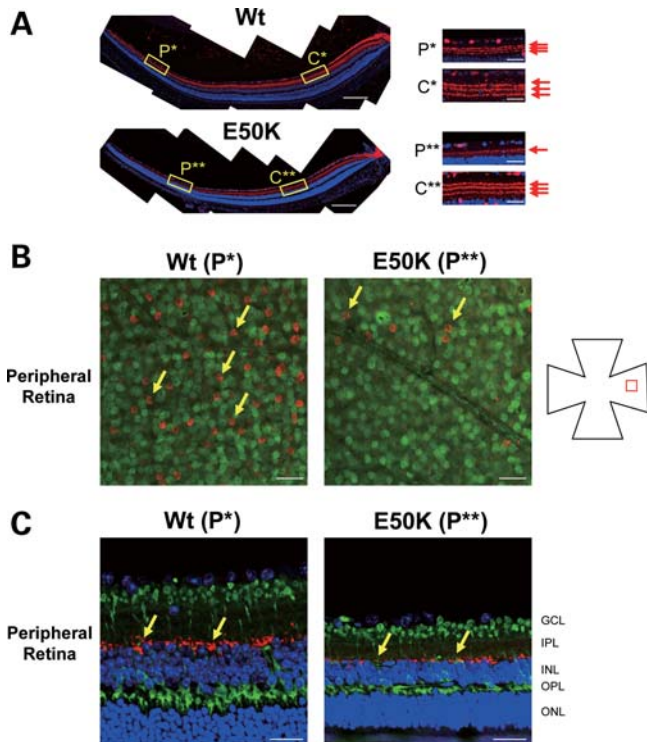 A
Wt
P*
C*
P*
C*
E50K
P**
C**
P**
C**
B
Wt (P*)
E50K (P**)
Peripheral
Retina
C
Wt (P*)
E50K (P**)
Peripheral
Retina
GCL
IPL
INL
OPL
ONL